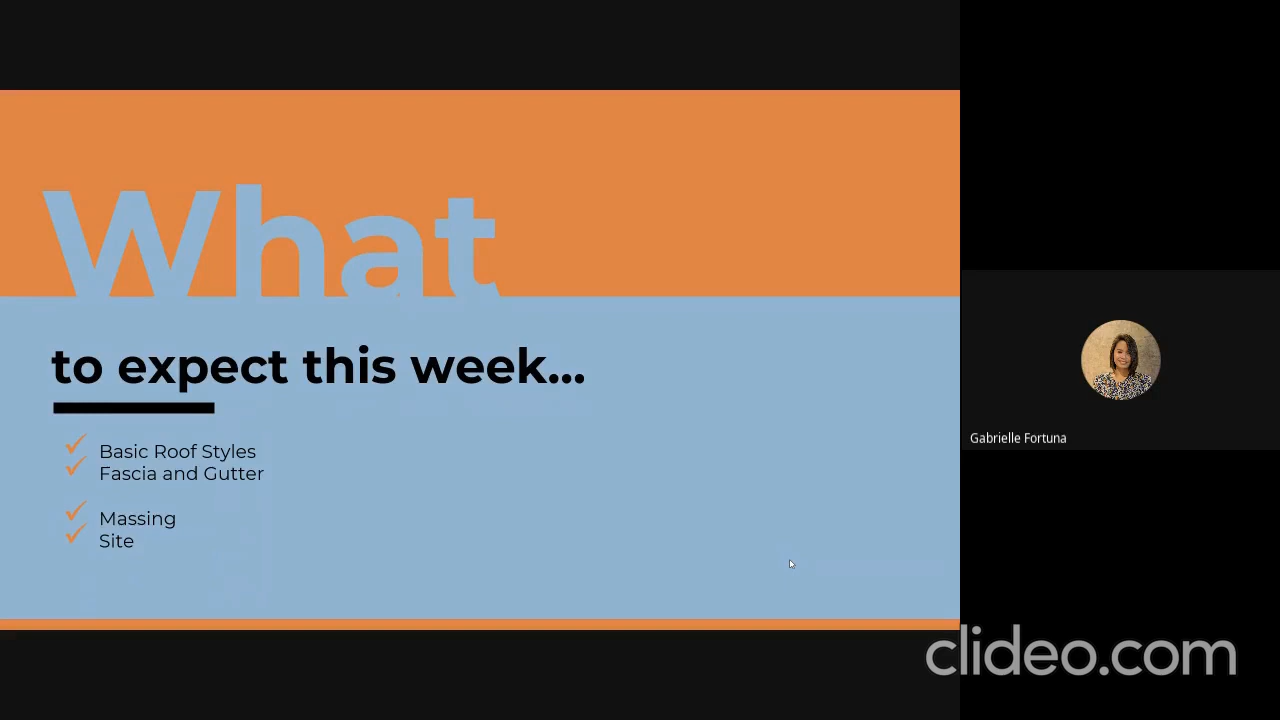 What
to expect this week...
Basic Roof Styles
Fascia and Gutter
Massing
Site
Gabrielle Fortuna
clideo.com